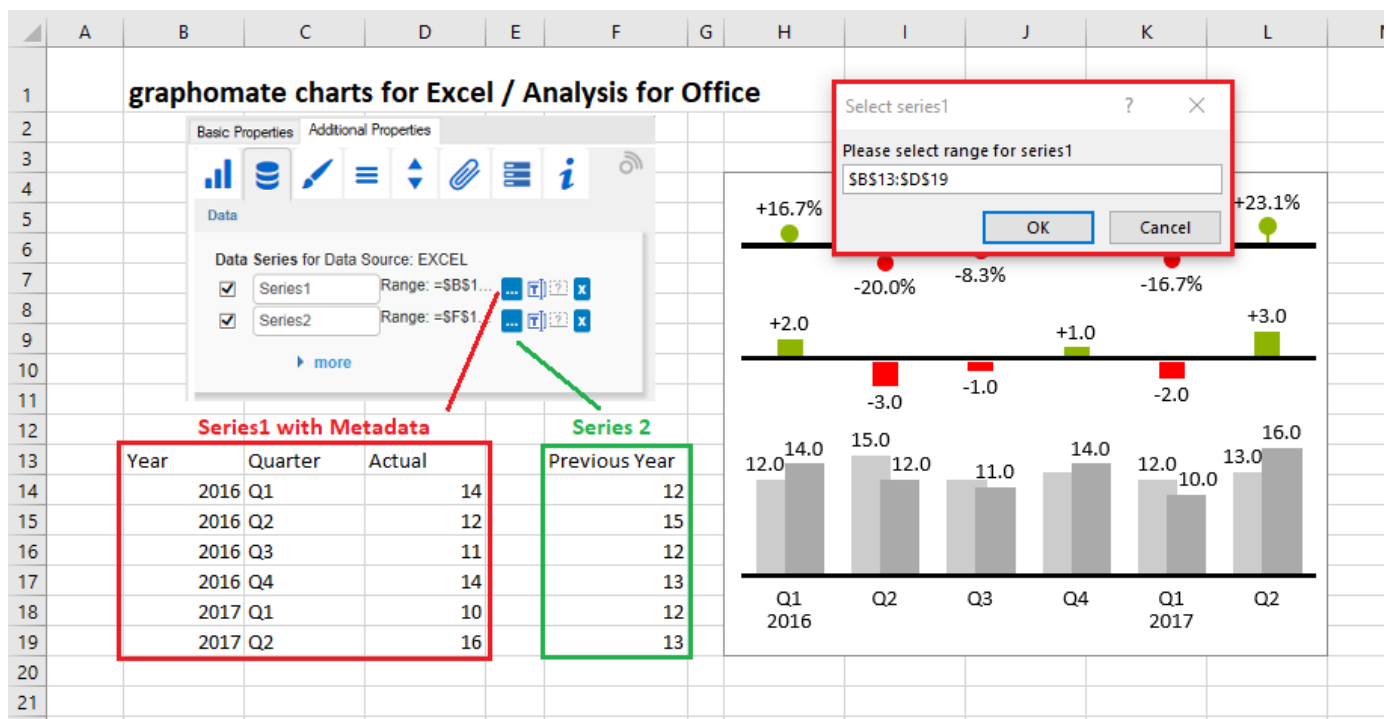 A B C D E F G H I J K L
1 graphomate charts for Excel / Analysis for Office
Select series1 ? ×
Please select range for series1
$B$13:$D$19
OK Cancel
2
Basic Properties Additional Properties
3
4
5
Data
6
Data Series for Data Source: EXCEL
7
Series1 Range: =$B$1... ... T ? x
8
Series2 Range: =$F$1. ... T ? x
9
10
more
11
12 Series1 with Metadata Series 2
13 Year Quarter Actual Previous Year
14 2016 Q1 14 12
15 2016 Q2 12 15
16 2016 Q3 11 12
17 2016 Q4 14 13
18 2017 Q1 10 12
19 2017 Q2 16 13
20
21
+16.7% +23.1%
-20.0% -8.3% -16.7%
+2.0 +1.0 +3.0
-3.0 -1.0 -2.0
12.0 14.0 15.0 12.0 11.0 14.0 12.0 10.0 13.0 16.0
Q1 Q2 Q3 Q4 Q1 Q2
2016 2017